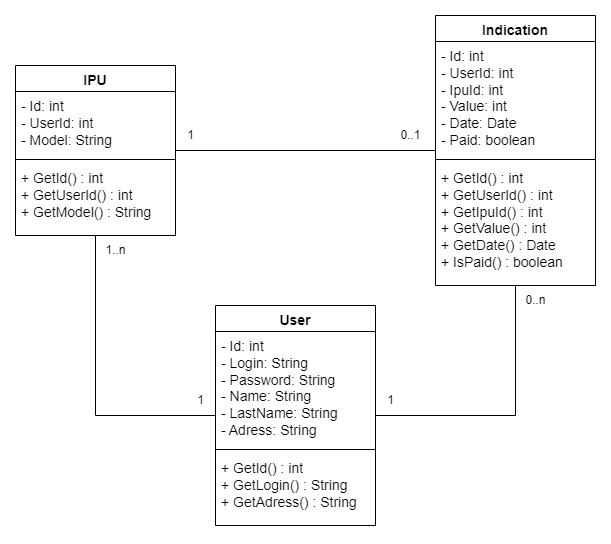 Indication
- Id: int
- UserId: int
- IpuId: int
- Value: int
- Date: Date
- Paid: boolean
+ GetId() : int
+ GetUserId() : int
+ GetIpuId() : int
+ GetValue() : int
+ GetDate() : Date
+ IsPaid() : boolean
IPU
- Id: int
- UserId: int
- Model: String
+ GetId() : int
+ GetUserId() : int
+ GetModel() : String
1
0..1
1..n
0..n
User
- Id: int
- Login: String
- Password: String
- Name: String
- LastName: String
- Adress: String
+ GetId() : int
+ GetLogin() : String
+ GetAdress() : String
1
1